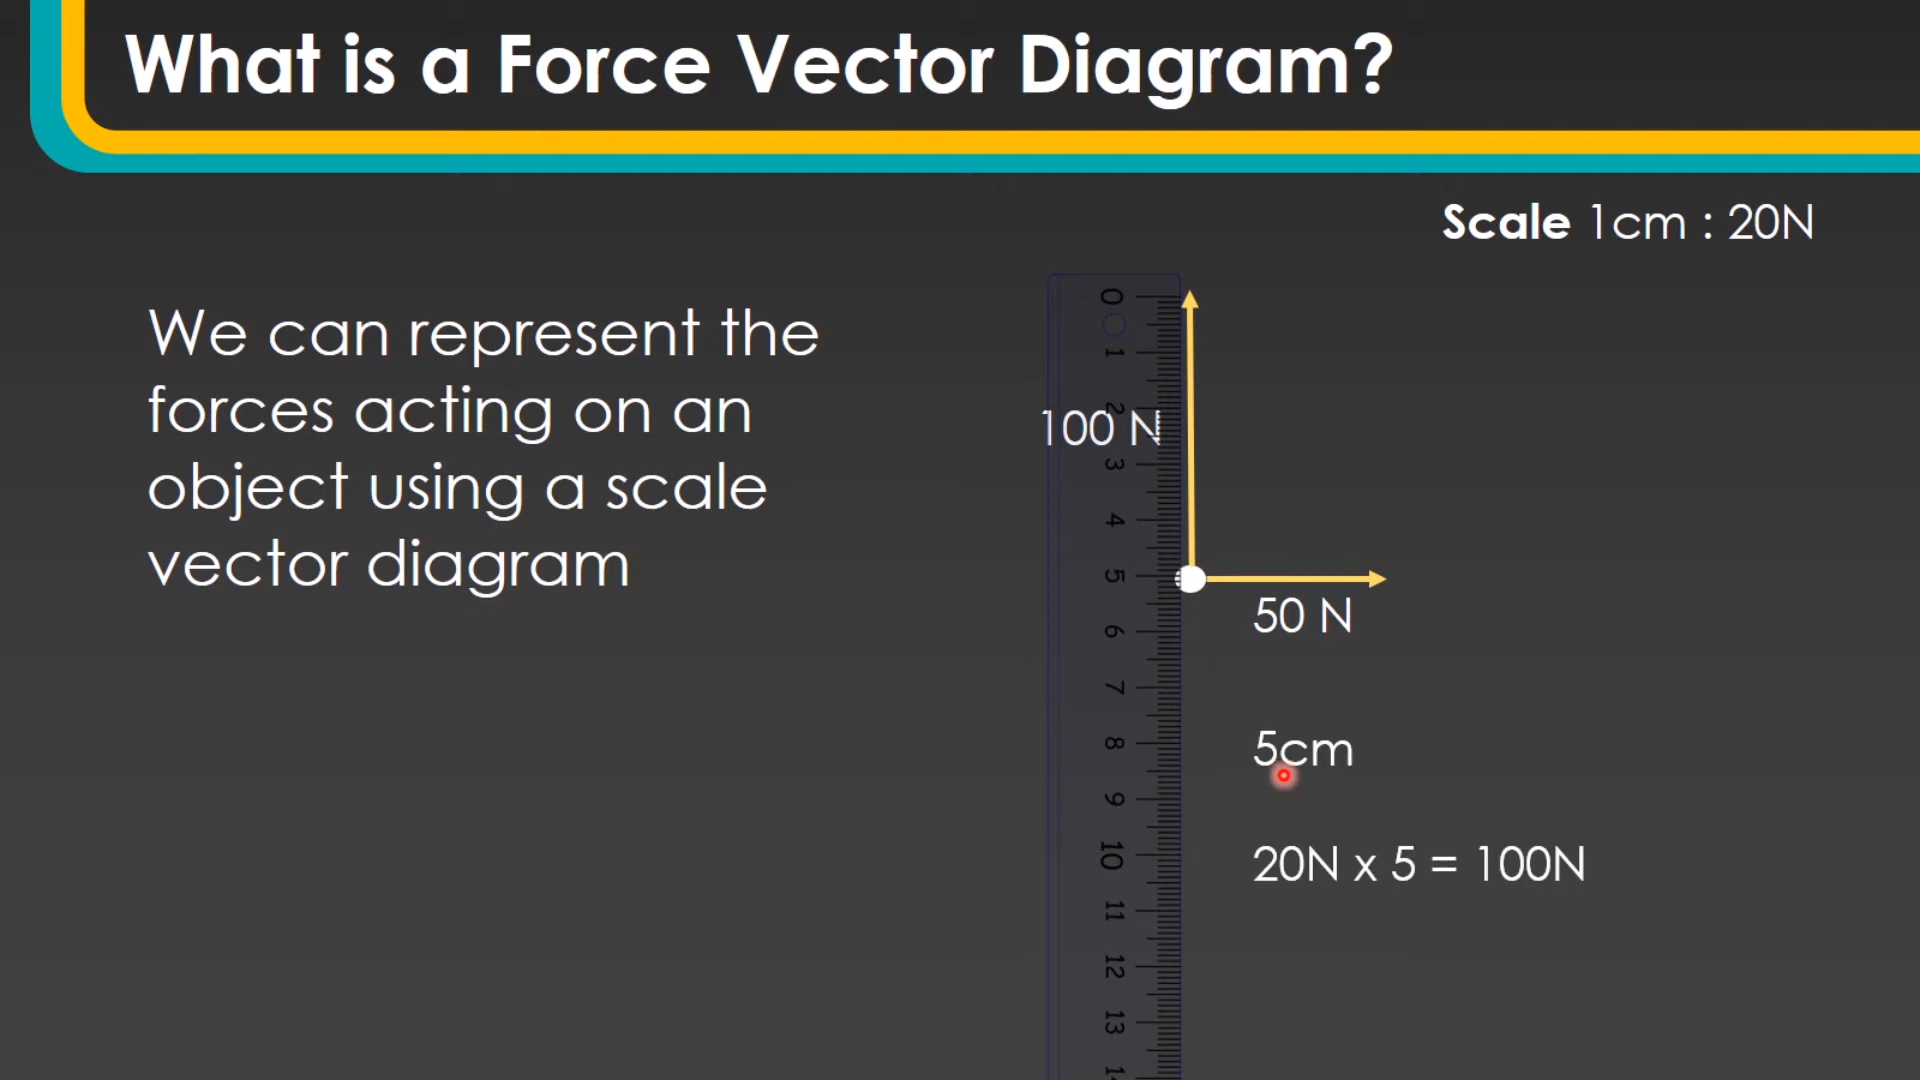 What is a Force Vector Diagram?
Scale 1cm : 20N
We can represent the
forces acting on an
object using a scale
vector diagram
100 N
50 N
5cm
20N x 5 = 100N
0
1
2
3
4
5
6
7
8
9
10
11
12
13